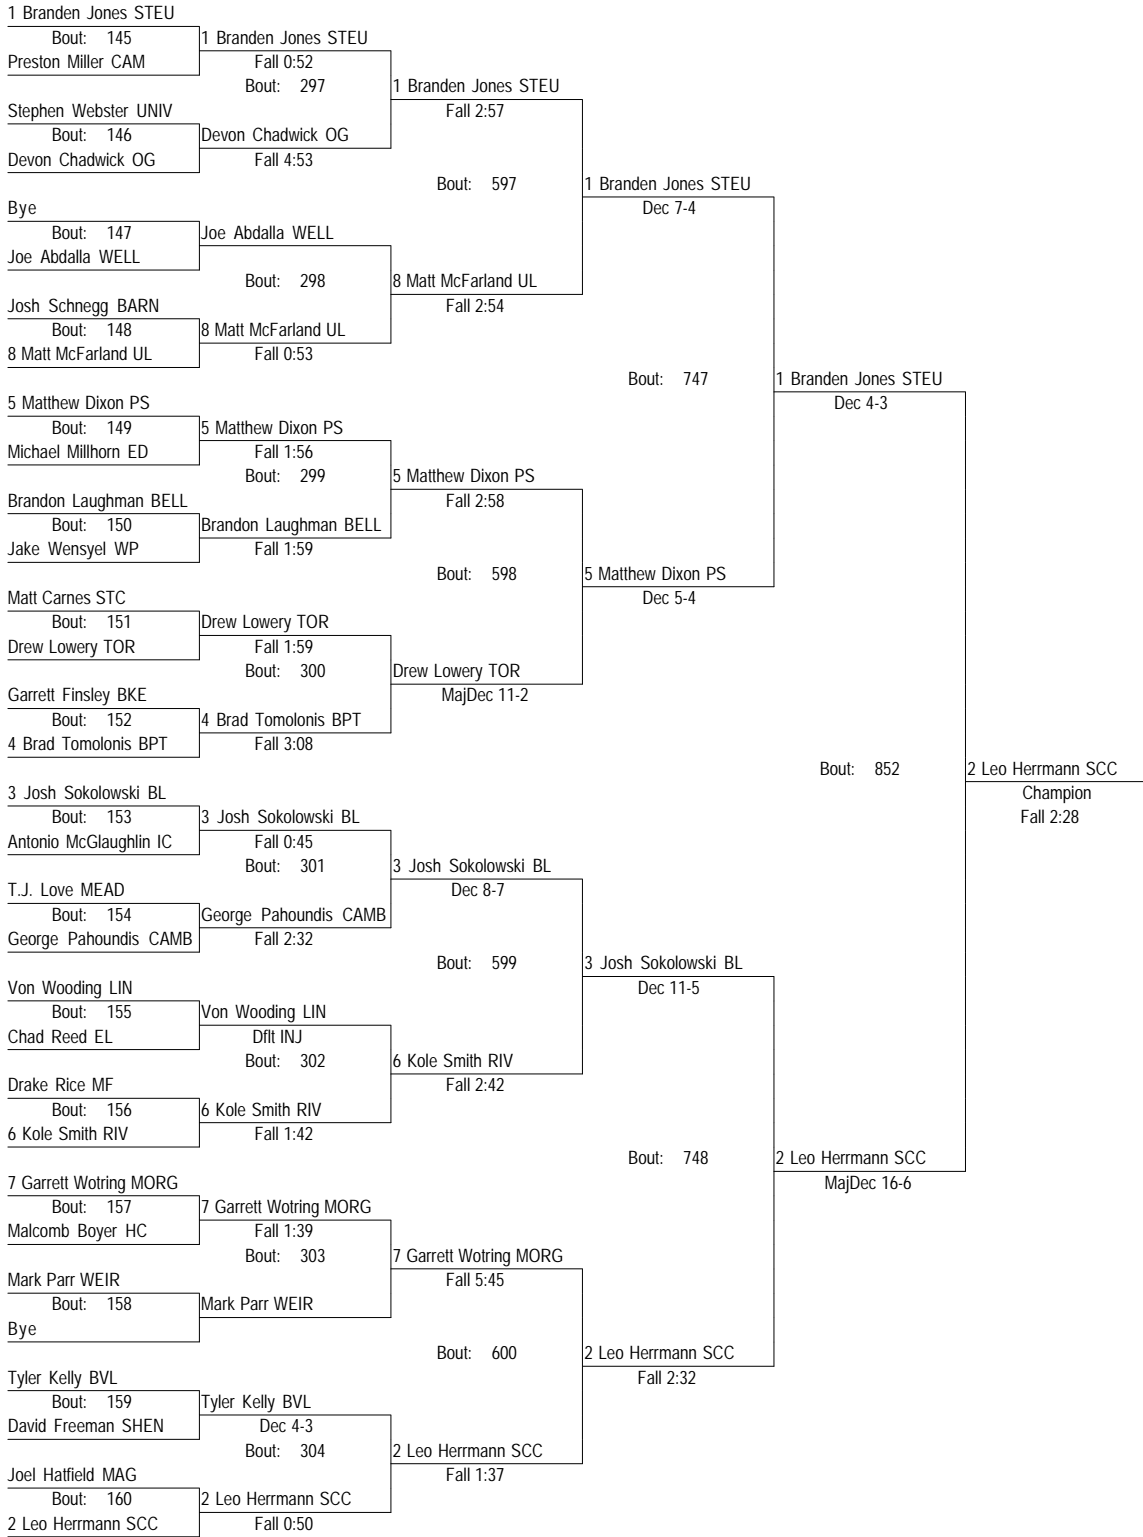 1 Branden Jones STEU
Bout: 145
1 Branden Jones STEU
Preston Miller CAM
Fall 0:52
Bout: 297
1 Branden Jones STEU
Stephen Webster UNIV
Fall 2:57
Bout: 146
Devon Chadwick OG
Devon Chadwick OG
Fall 4:53
Bout: 597
1 Branden Jones STEU
Bye
Dec 7-4
Bout: 147
Joe Abdalla WELL
Joe Abdalla WELL
Bout: 298
8 Matt McFarland UL
Josh Schnegg BARN
Fall 2:54
Bout: 148
8 Matt McFarland UL
8 Matt McFarland UL
Fall 0:53
Bout: 747
1 Branden Jones STEU
5 Matthew Dixon PS
Dec 4-3
Bout: 149
5 Matthew Dixon PS
Michael Millhorn ED
Fall 1:56
Bout: 299
5 Matthew Dixon PS
Brandon Laughman BELL
Fall 2:58
Bout: 150
Brandon Laughman BELL
Jake Wensyel WP
Fall 1:59
Bout: 598
5 Matthew Dixon PS
Matt Carnes STC
Dec 5-4
Bout: 151
Drew Lowery TOR
Drew Lowery TOR
Fall 1:59
Bout: 300
Drew Lowery TOR
Garrett Finsley BKE
MajDec 11-2
Bout: 152
4 Brad Tomolonis BPT
4 Brad Tomolonis BPT
Fall 3:08
Bout: 852
2 Leo Herrmann SCC
3 Josh Sokolowski BL
Champion
Bout: 153
3 Josh Sokolowski BL
Fall 2:28
Antonio McGlaughlin IC
Fall 0:45
Bout: 301
3 Josh Sokolowski BL
T.J. Love MEAD
Dec 8-7
Bout: 154
George Pahoundis CAMB
George Pahoundis CAMB
Fall 2:32
Bout: 599
3 Josh Sokolowski BL
Von Wooding LIN
Dec 11-5
Bout: 155
Von Wooding LIN
Chad Reed EL
Dflt INJ
Bout: 302
6 Kole Smith RIV
Drake Rice MF
Fall 2:42
Bout: 156
6 Kole Smith RIV
6 Kole Smith RIV
Fall 1:42
Bout: 748
2 Leo Herrmann SCC
7 Garrett Wotring MORG
MajDec 16-6
Bout: 157
7 Garrett Wotring MORG
Malcomb Boyer HC
Fall 1:39
Bout: 303
7 Garrett Wotring MORG
Mark Parr WEIR
Fall 5:45
Bout: 158
Mark Parr WEIR
Bye
Bout: 600
2 Leo Herrmann SCC
Tyler Kelly BVL
Fall 2:32
Bout: 159
Tyler Kelly BVL
David Freeman SHEN
Dec 4-3
Bout: 304
2 Leo Herrmann SCC
Joel Hatfield MAG
Fall 1:37
Bout: 160
2 Leo Herrmann SCC
2 Leo Herrmann SCC
Fall 0:50